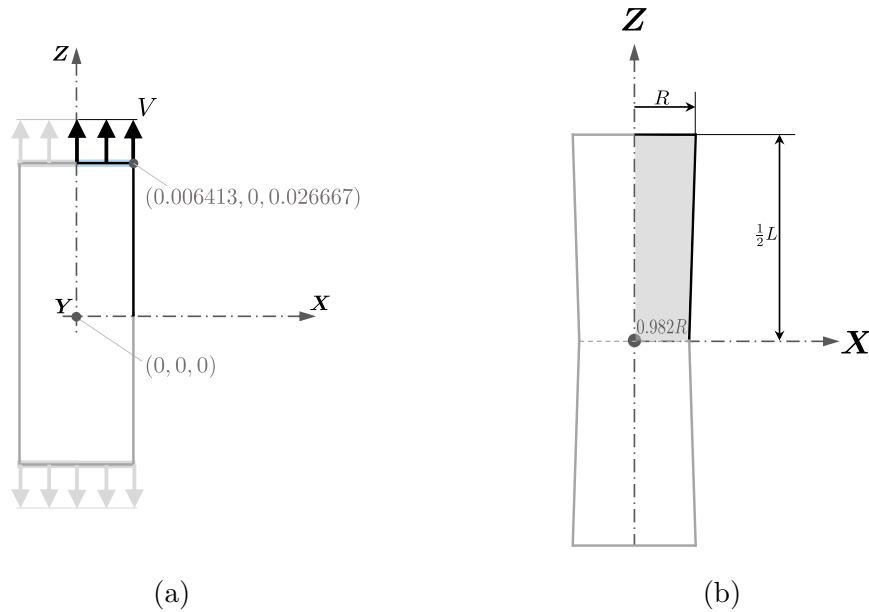 Z
V
(0.006413, 0, 0.026667)
Y
X
(0, 0, 0)
(a)
Z
R
½L
0.982R
X
(b)